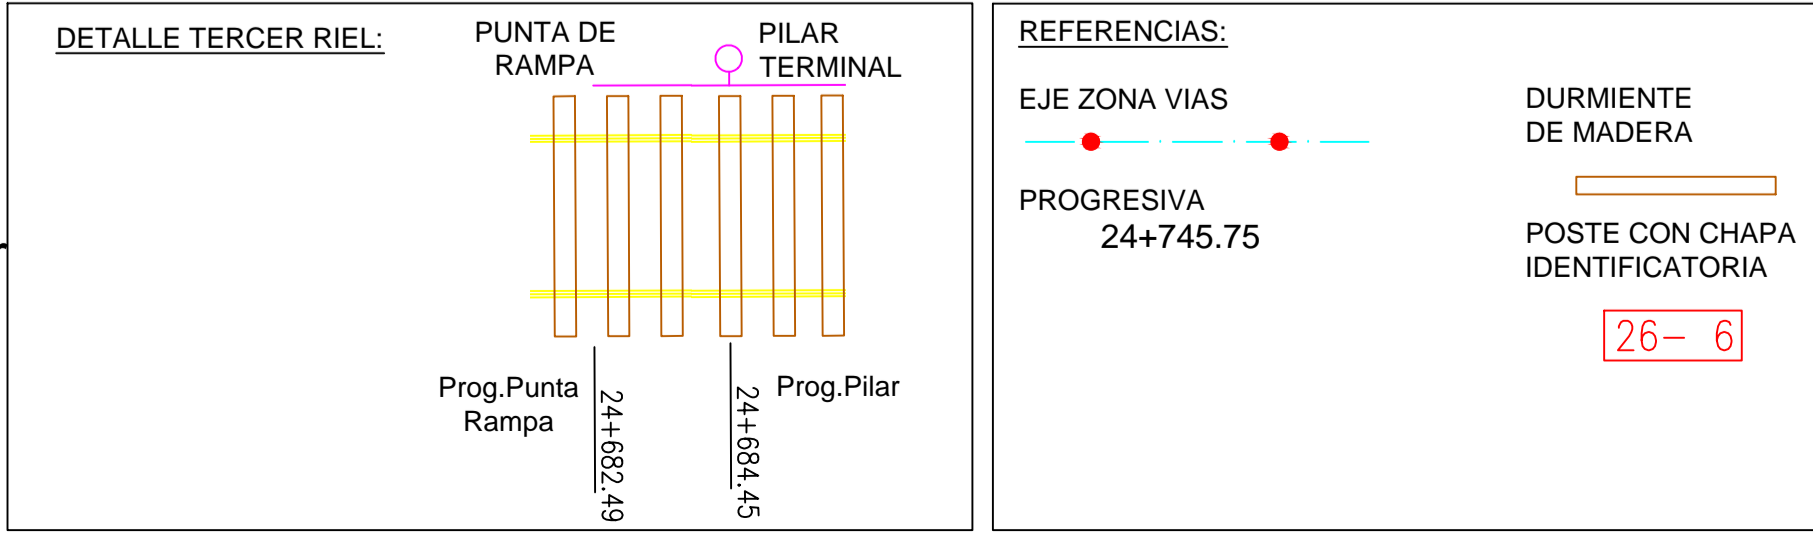 DETALLE TERCER RIEL:
PUNTA DE
RAMPA
PILAR
TERMINAL
Prog.Punta
Rampa
24+682.49
24+684.45
Prog.Pilar
REFERENCIAS:
EJE ZONA VIAS
PROGRESIVA
24+745.75
DURMIENTE
DE MADERA
POSTE CON CHAPA
IDENTIFICATORIA
26- 6